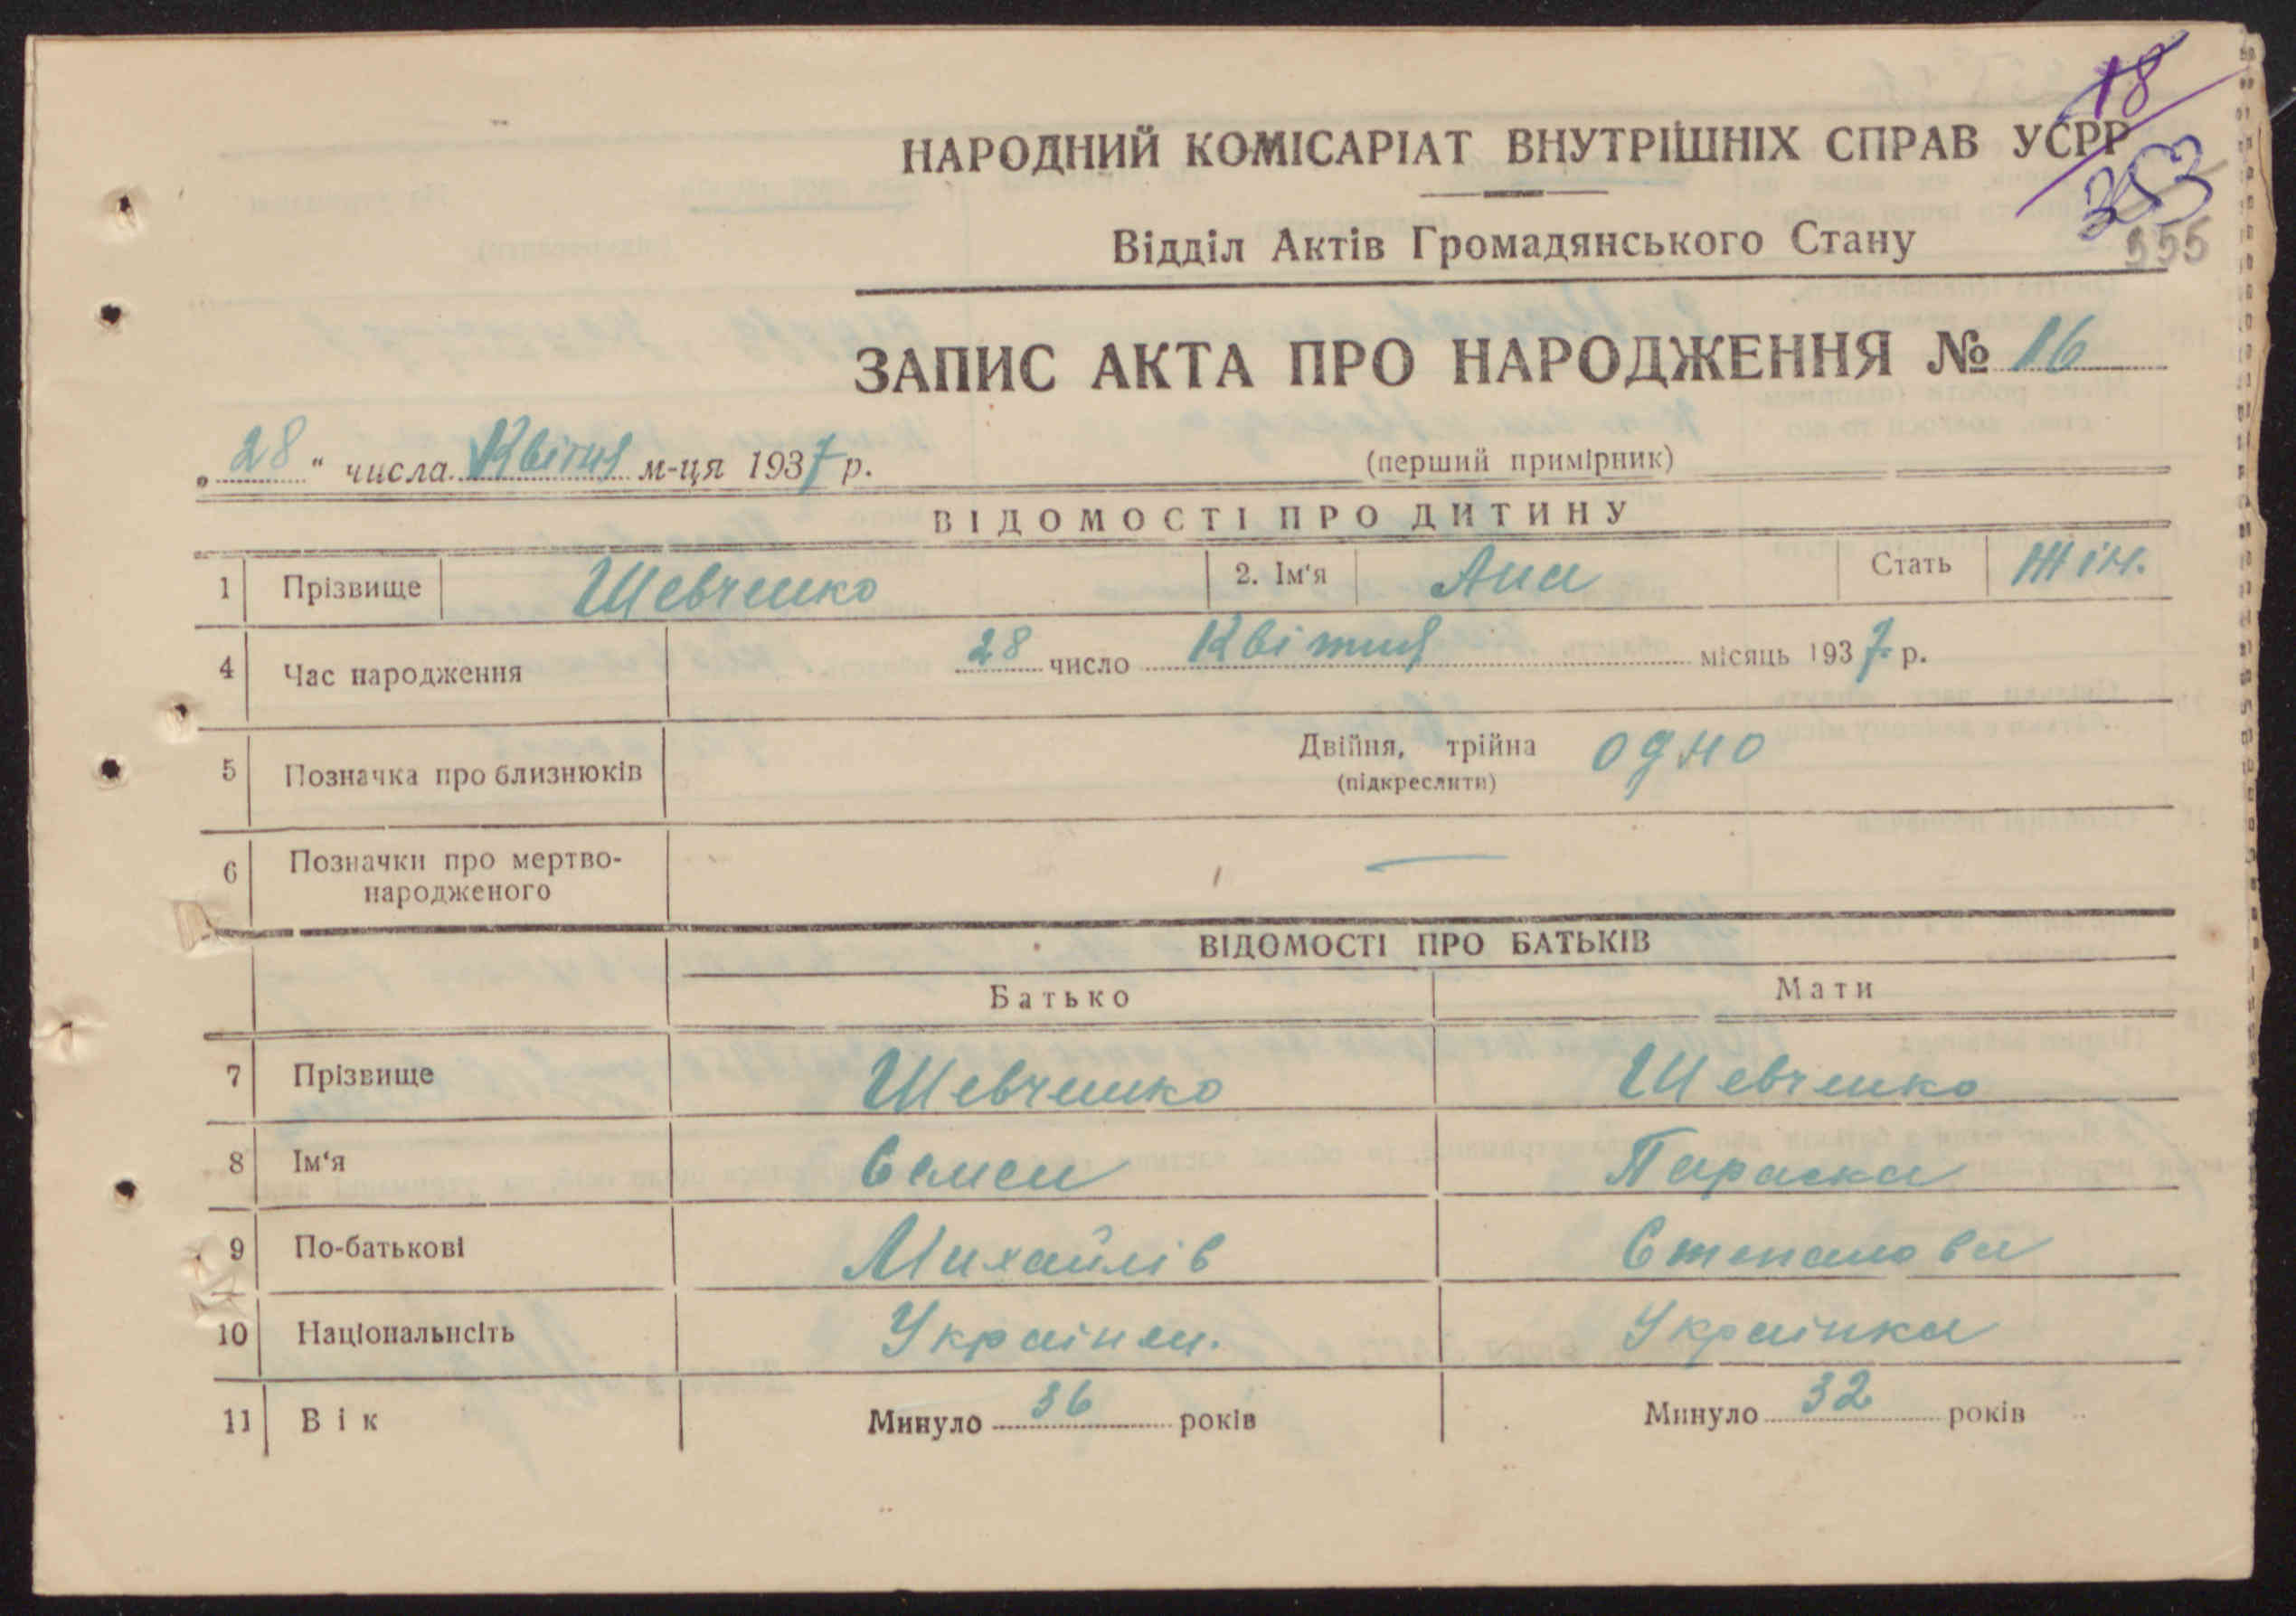 18
353
355
НАРОДНИЙ КОМІСАРІАТ ВНУТРІШНІХ СПРАВ УСРР
Відділ Актів Громадянського Стану
ЗАПИС АКТА ПРО НАРОДЖЕННЯ № 16
„28“ числа Квітня м-ця 1937 р.
(перший примірник)
ВІДОМОСТІ ПРО ДИТИНУ
1 Прізвище Шевченко 2. Ім'я Ана Стать Жін.
4 Час народження 28 число Квітня місяць 1937 р.
5 Позначка про близнюків Двійня, трійна одно
(підкреслити)
6 Позначки про мертво-
народженого —
ВІДОМОСТІ ПРО БАТЬКІВ
Батько Мати
7 Прізвище Шевченко Шевченко
8 Ім'я Семен Параска
9 По-батькові Михайлів Степанова
10 Національнсіть Українец. Українка
11 Вік Минуло 36 років Минуло 32 років